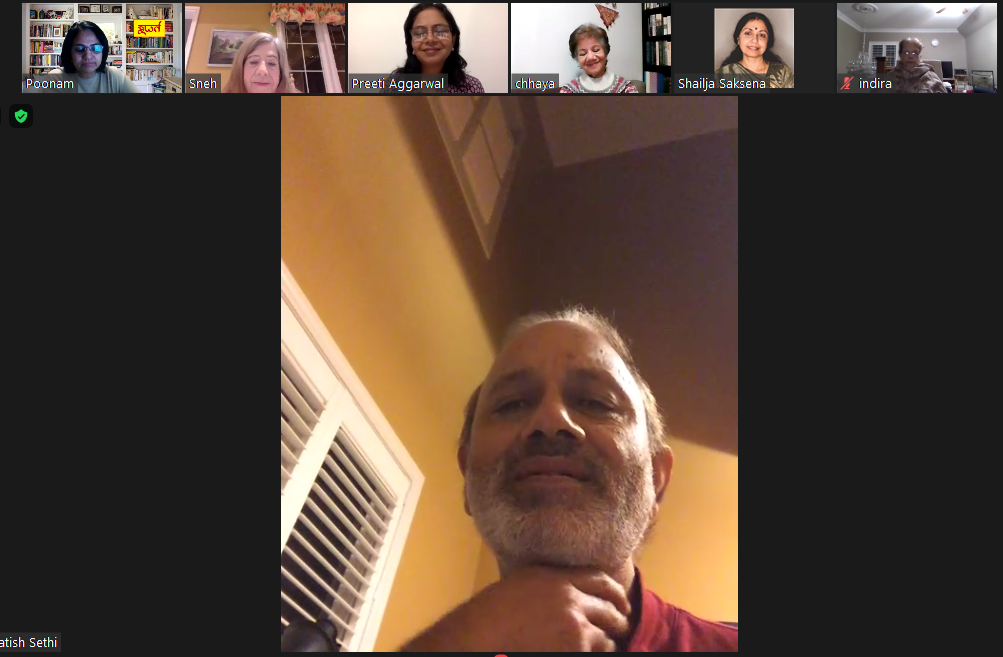 Poonam
Sneh
Preeti Aggarwal
chhaya
Shailja Saksena
indira
atish Sethi